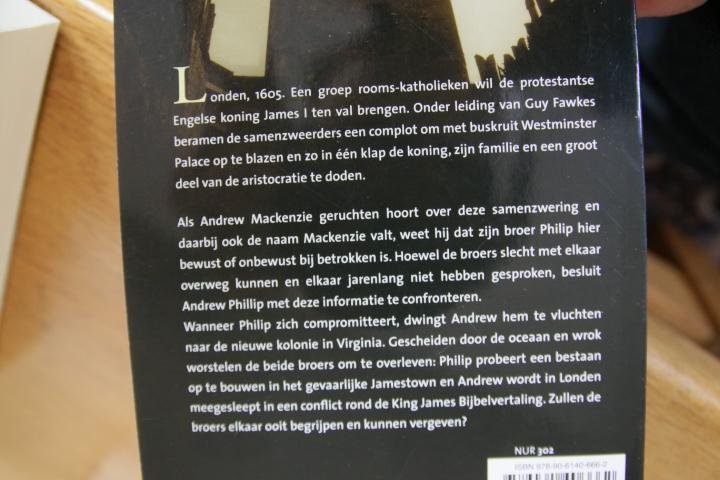 Londen, 1605. Een groep rooms-katholieken wil de protestantse
Engelse koning James I ten val brengen. Onder leiding van Guy Fawkes
beramen de samenzweerders een complot om met buskruit Westminster
Palace op te blazen en zo in één klap de koning, zijn familie en een groot
deel van de aristocratie te doden.
Als Andrew Mackenzie geruchten hoort over deze samenzwering en
daarbij ook de naam Mackenzie valt, weet hij dat zijn broer Philip hier
bewust of onbewust bij betrokken is. Hoewel de broers slecht met elkaar
overweg kunnen en elkaar jarenlang niet hebben gesproken, besluit
Andrew Phillip met deze informatie te confronteren.
Wanneer Philip zich compromitteert, dwingt Andrew hem te vluchten
naar de nieuwe kolonie in Virginia. Gescheiden door de oceaan en wrok
worstelen de beide broers om te overleven: Philip probeert een bestaan
op te bouwen in het gevaarlijke Jamestown en Andrew wordt in Londen
meegesleept in een conflict rond de King James Bijbelvertaling. Zullen de
broers elkaar ooit begrijpen en kunnen vergeven?
NUR 302
ISBN 978-90-6140-666-2